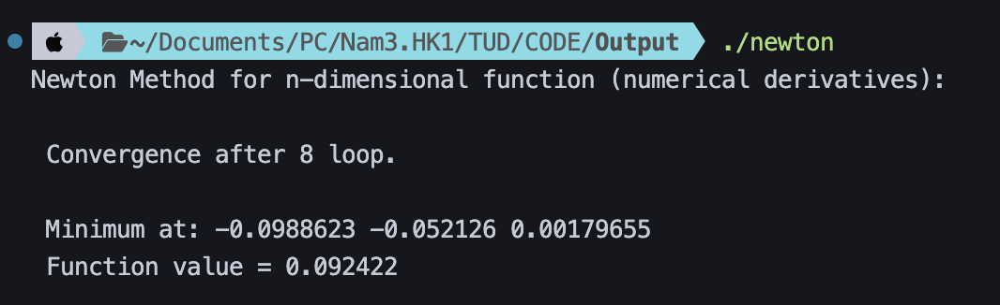 ~/Documents/PC/Nam3.HK1/TUD/CODE/Output ./newton
Newton Method for n-dimensional function (numerical derivatives):
Convergence after 8 loop.
Minimum at: -0.0988623 -0.052126 0.00179655
Function value = 0.092422